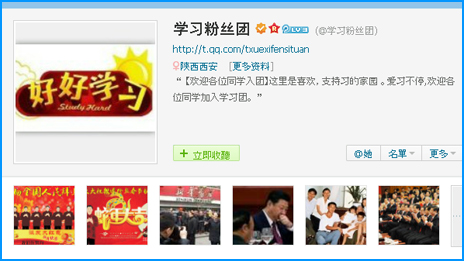 学习粉丝团 (@学习粉丝团)
http://t.qq.com/txuexifensituan
陕西西安 [更多资料]
“【欢迎各位同学入团】这里是喜欢，支持习的家园。爱习不停,欢迎各
位同学加入学习团。”
好好学习
Study Hard
+ 立即收聽
@她 名單 更多